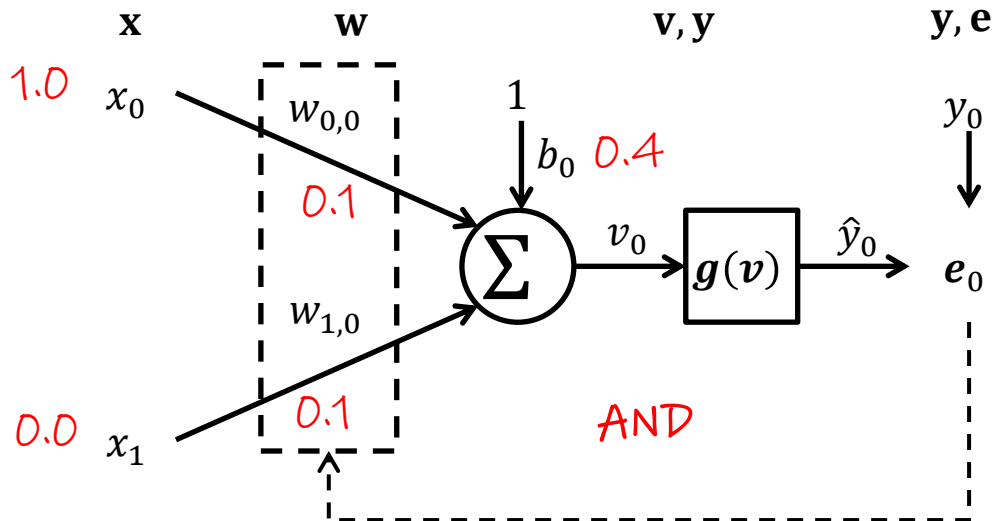 x w v, y y, e
1.0 x₀ w₀,₀ 1 y₀
0.1 b₀ 0.4
Σ v₀ g(v) ŷ₀ e₀
w₁,₀
0.0 x₁ 0.1 AND